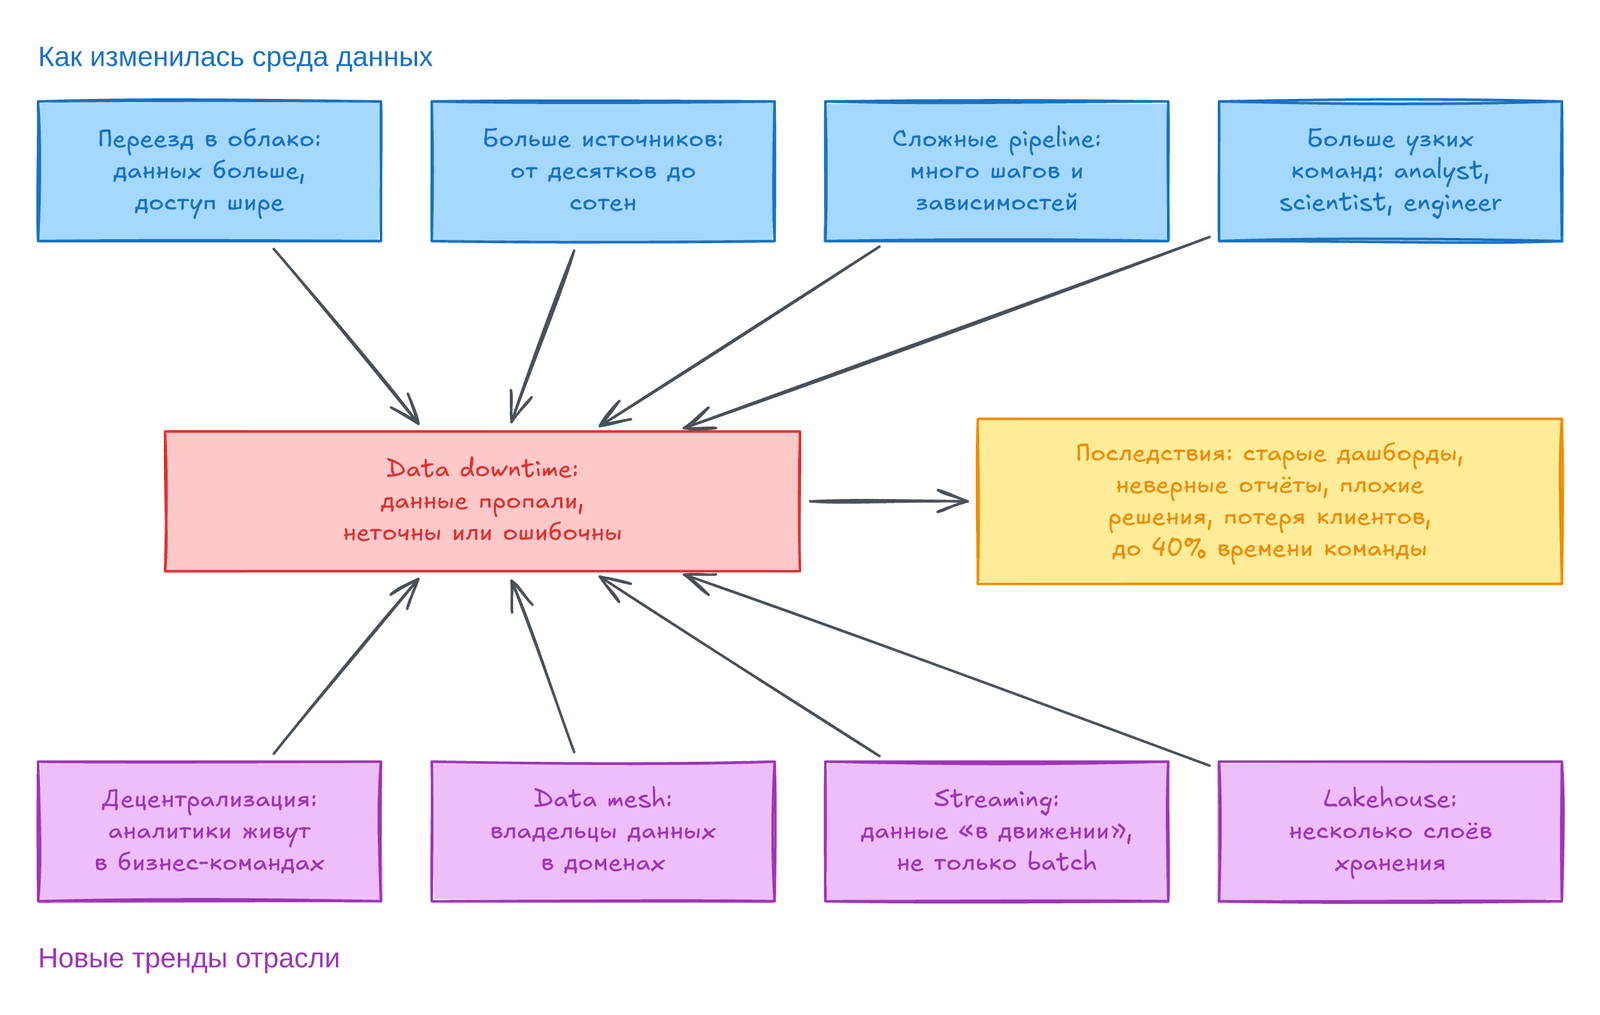 Как изменилась среда данных
Переезд в облако:
данных больше,
доступ шире
Больше источников:
от десятков до
сотен
Сложные pipeline:
много шагов и
зависимостей
Больше узких
команд: analyst,
scientist, engineer
Data downtime:
данные пропали,
неточны или ошибочны
Последствия: старые дашборды,
неверные отчёты, плохие
решения, потеря клиентов,
до 40% времени команды
Децентрализация:
аналитики живут
в бизнес-командах
Data mesh:
владельцы данных
в доменах
Streaming:
данные «в движении»,
не только batch
Lakehouse:
несколько слоёв
хранения
Новые тренды отрасли